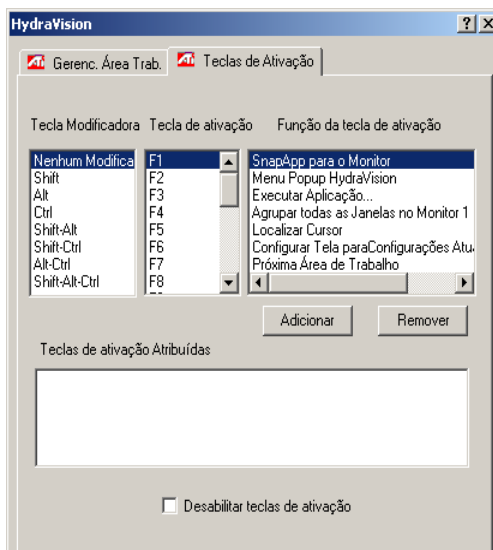 HydraVision
Gerenc. Área Trab.
Teclas de Ativação
Tecla Modificadora
Tecla de ativação
Função da tecla de ativação
Nenhum Modifica
Shift
Alt
Ctrl
Shift-Alt
Shift-Ctrl
Alt-Ctrl
Shift-Alt-Ctrl
F1
F2
F3
F4
F5
F6
F7
F8
SnapApp para o Monitor
Menu Popup HydraVision
Executar Aplicação...
Agrupar todas as Janelas no Monitor 1
Localizar Cursor
Configurar Tela paraConfigurações Atu
Próxima Área de Trabalho
Adicionar
Remover
Teclas de ativação Atribuídas
Desabilitar teclas de ativação